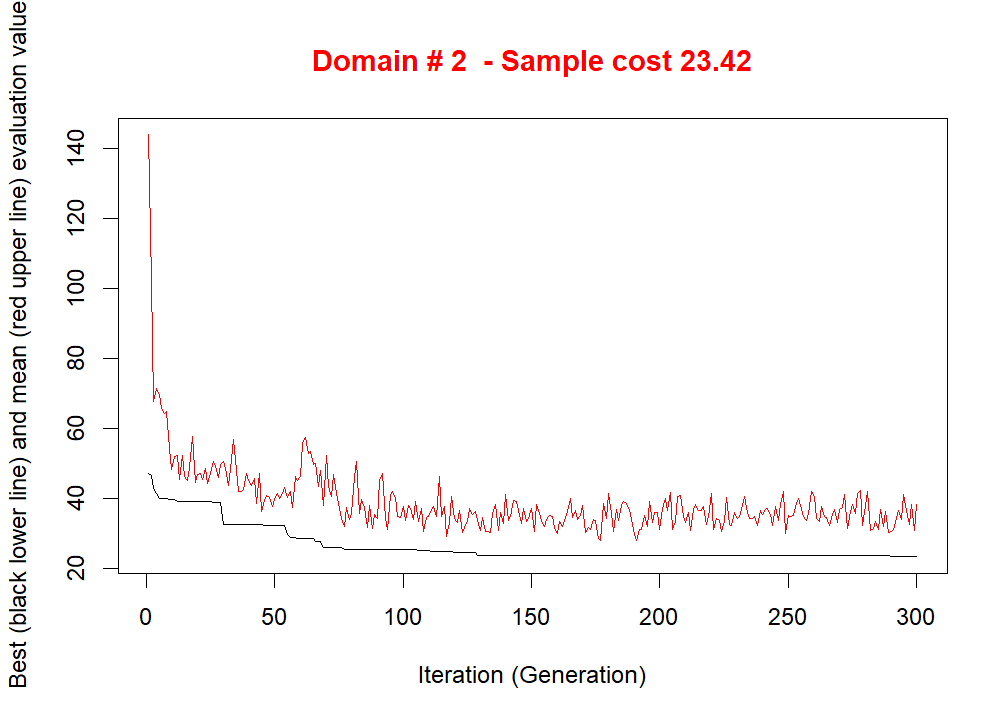 Domain # 2  - Sample cost 23.42
Best (black lower line) and mean (red upper line) evaluation value
140
120
100
80
60
40
20
0 50 100 150 200 250 300
Iteration (Generation)